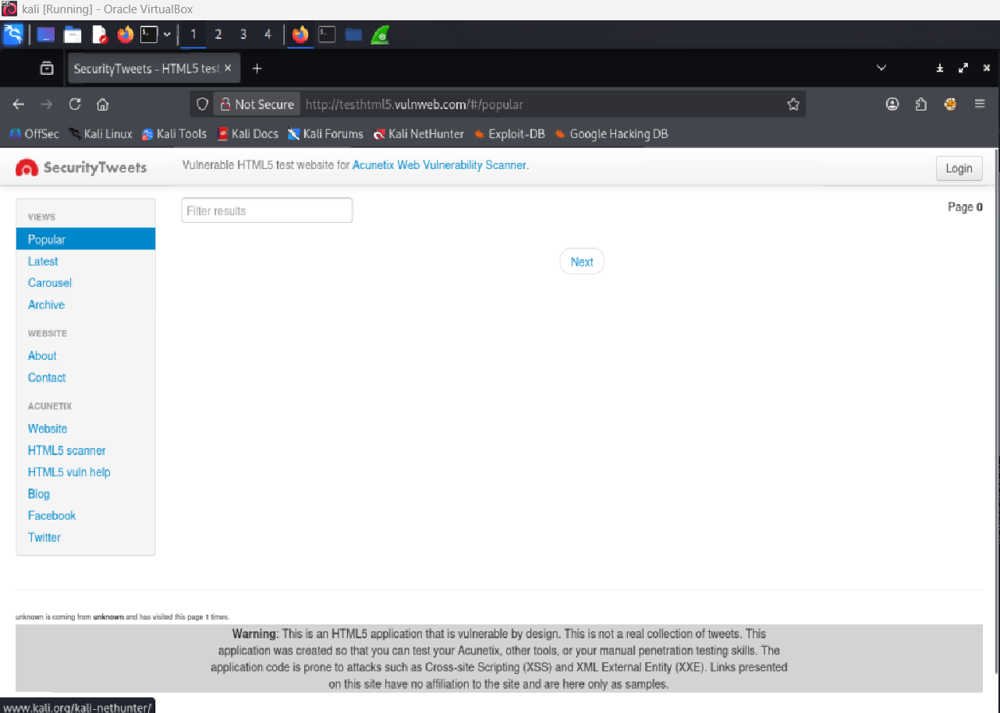 kali [Running] - Oracle VirtualBox
1 2 3 4
SecurityTweets - HTML5 test
Not Secure http://testhtml5.vulnweb.com/#/popular
OffSec Kali Linux Kali Tools Kali Docs Kali Forums Kali NetHunter Exploit-DB Google Hacking DB
SecurityTweets Vulnerable HTML5 test website for Acunetix Web Vulnerability Scanner. Login
Filter results Page 0
VIEWS
Popular
Latest
Carousel
Archive
WEBSITE
About
Contact
ACUNETIX
Website
HTML5 scanner
HTML5 vuln help
Blog
Facebook
Twitter
Next
unknown is coming from unknown and has visited this page 1 times.
Warning: This is an HTML5 application that is vulnerable by design. This is not a real collection of tweets. This
application was created so that you can test your Acunetix, other tools, or your manual penetration testing skills. The
application code is prone to attacks such as Cross-site Scripting (XSS) and XML External Entity (XXE). Links presented
on this site have no affiliation to the site and are here only as samples.
www.kali.org/kali-nethunter/